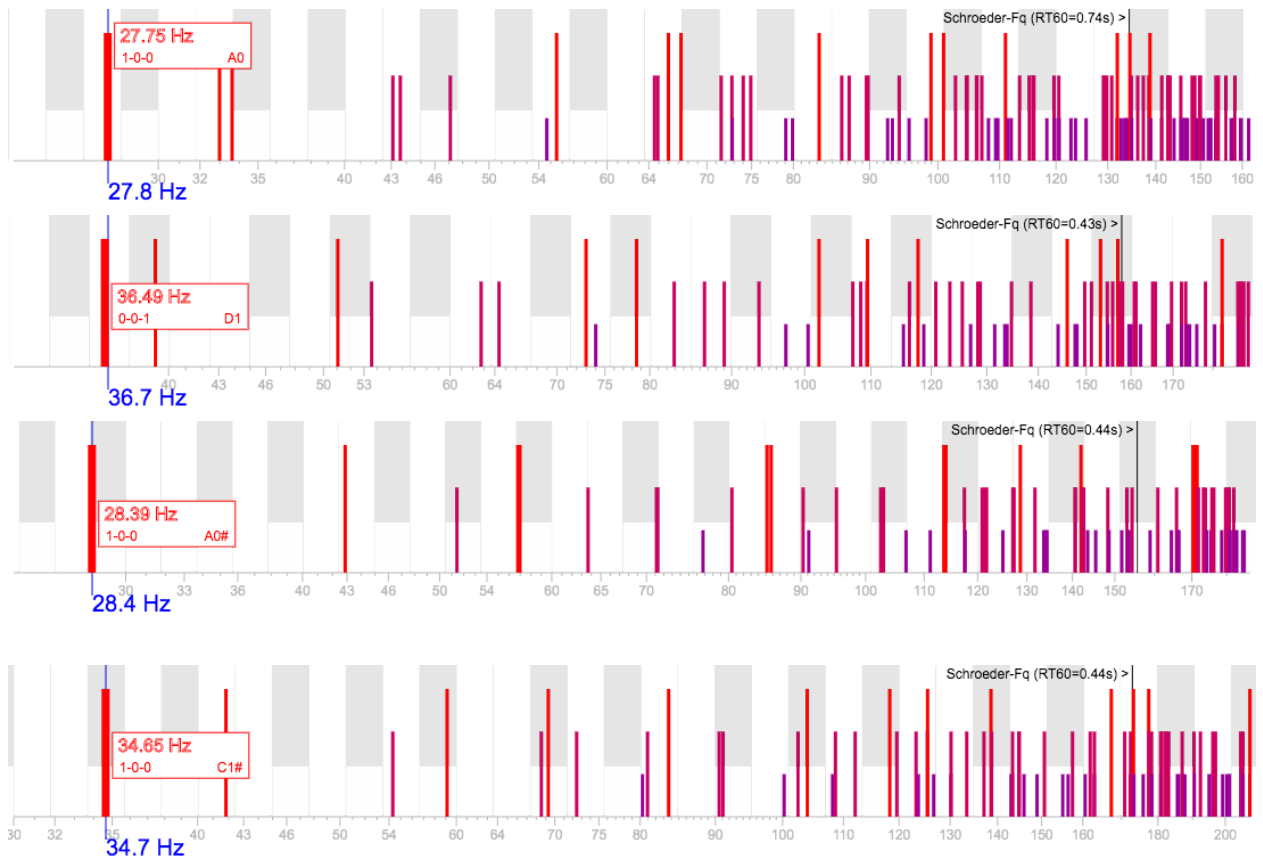 Schroeder-Fq (RT60=0.74s) >
27.75 Hz
1-0-0 A0
30 32 35 40 43 46 50 54 60 64 70 80 90 100 110 120 130 140 150 160
27.8 Hz
Schroeder-Fq (RT60=0.43s) >
36.49 Hz
0-0-1 D1
40 43 46 51 53 60 64 70 80 90 100 110 120 130 140 150 160 170
36.7 Hz
Schroeder-Fq (RT60=0.44s) >
28.39 Hz
1-0-0 A0#
30 33 36 40 43 46 51 54 60 65 70 80 90 100 110 120 130 140 150 170
28.4 Hz
Schroeder-Fq (RT60=0.44s) >
34.65 Hz
1-0-0 C1#
30 32 35 40 43 46 50 54 60 64 70 75 80 90 100 110 120 130 140 150 160 180 200
34.7 Hz